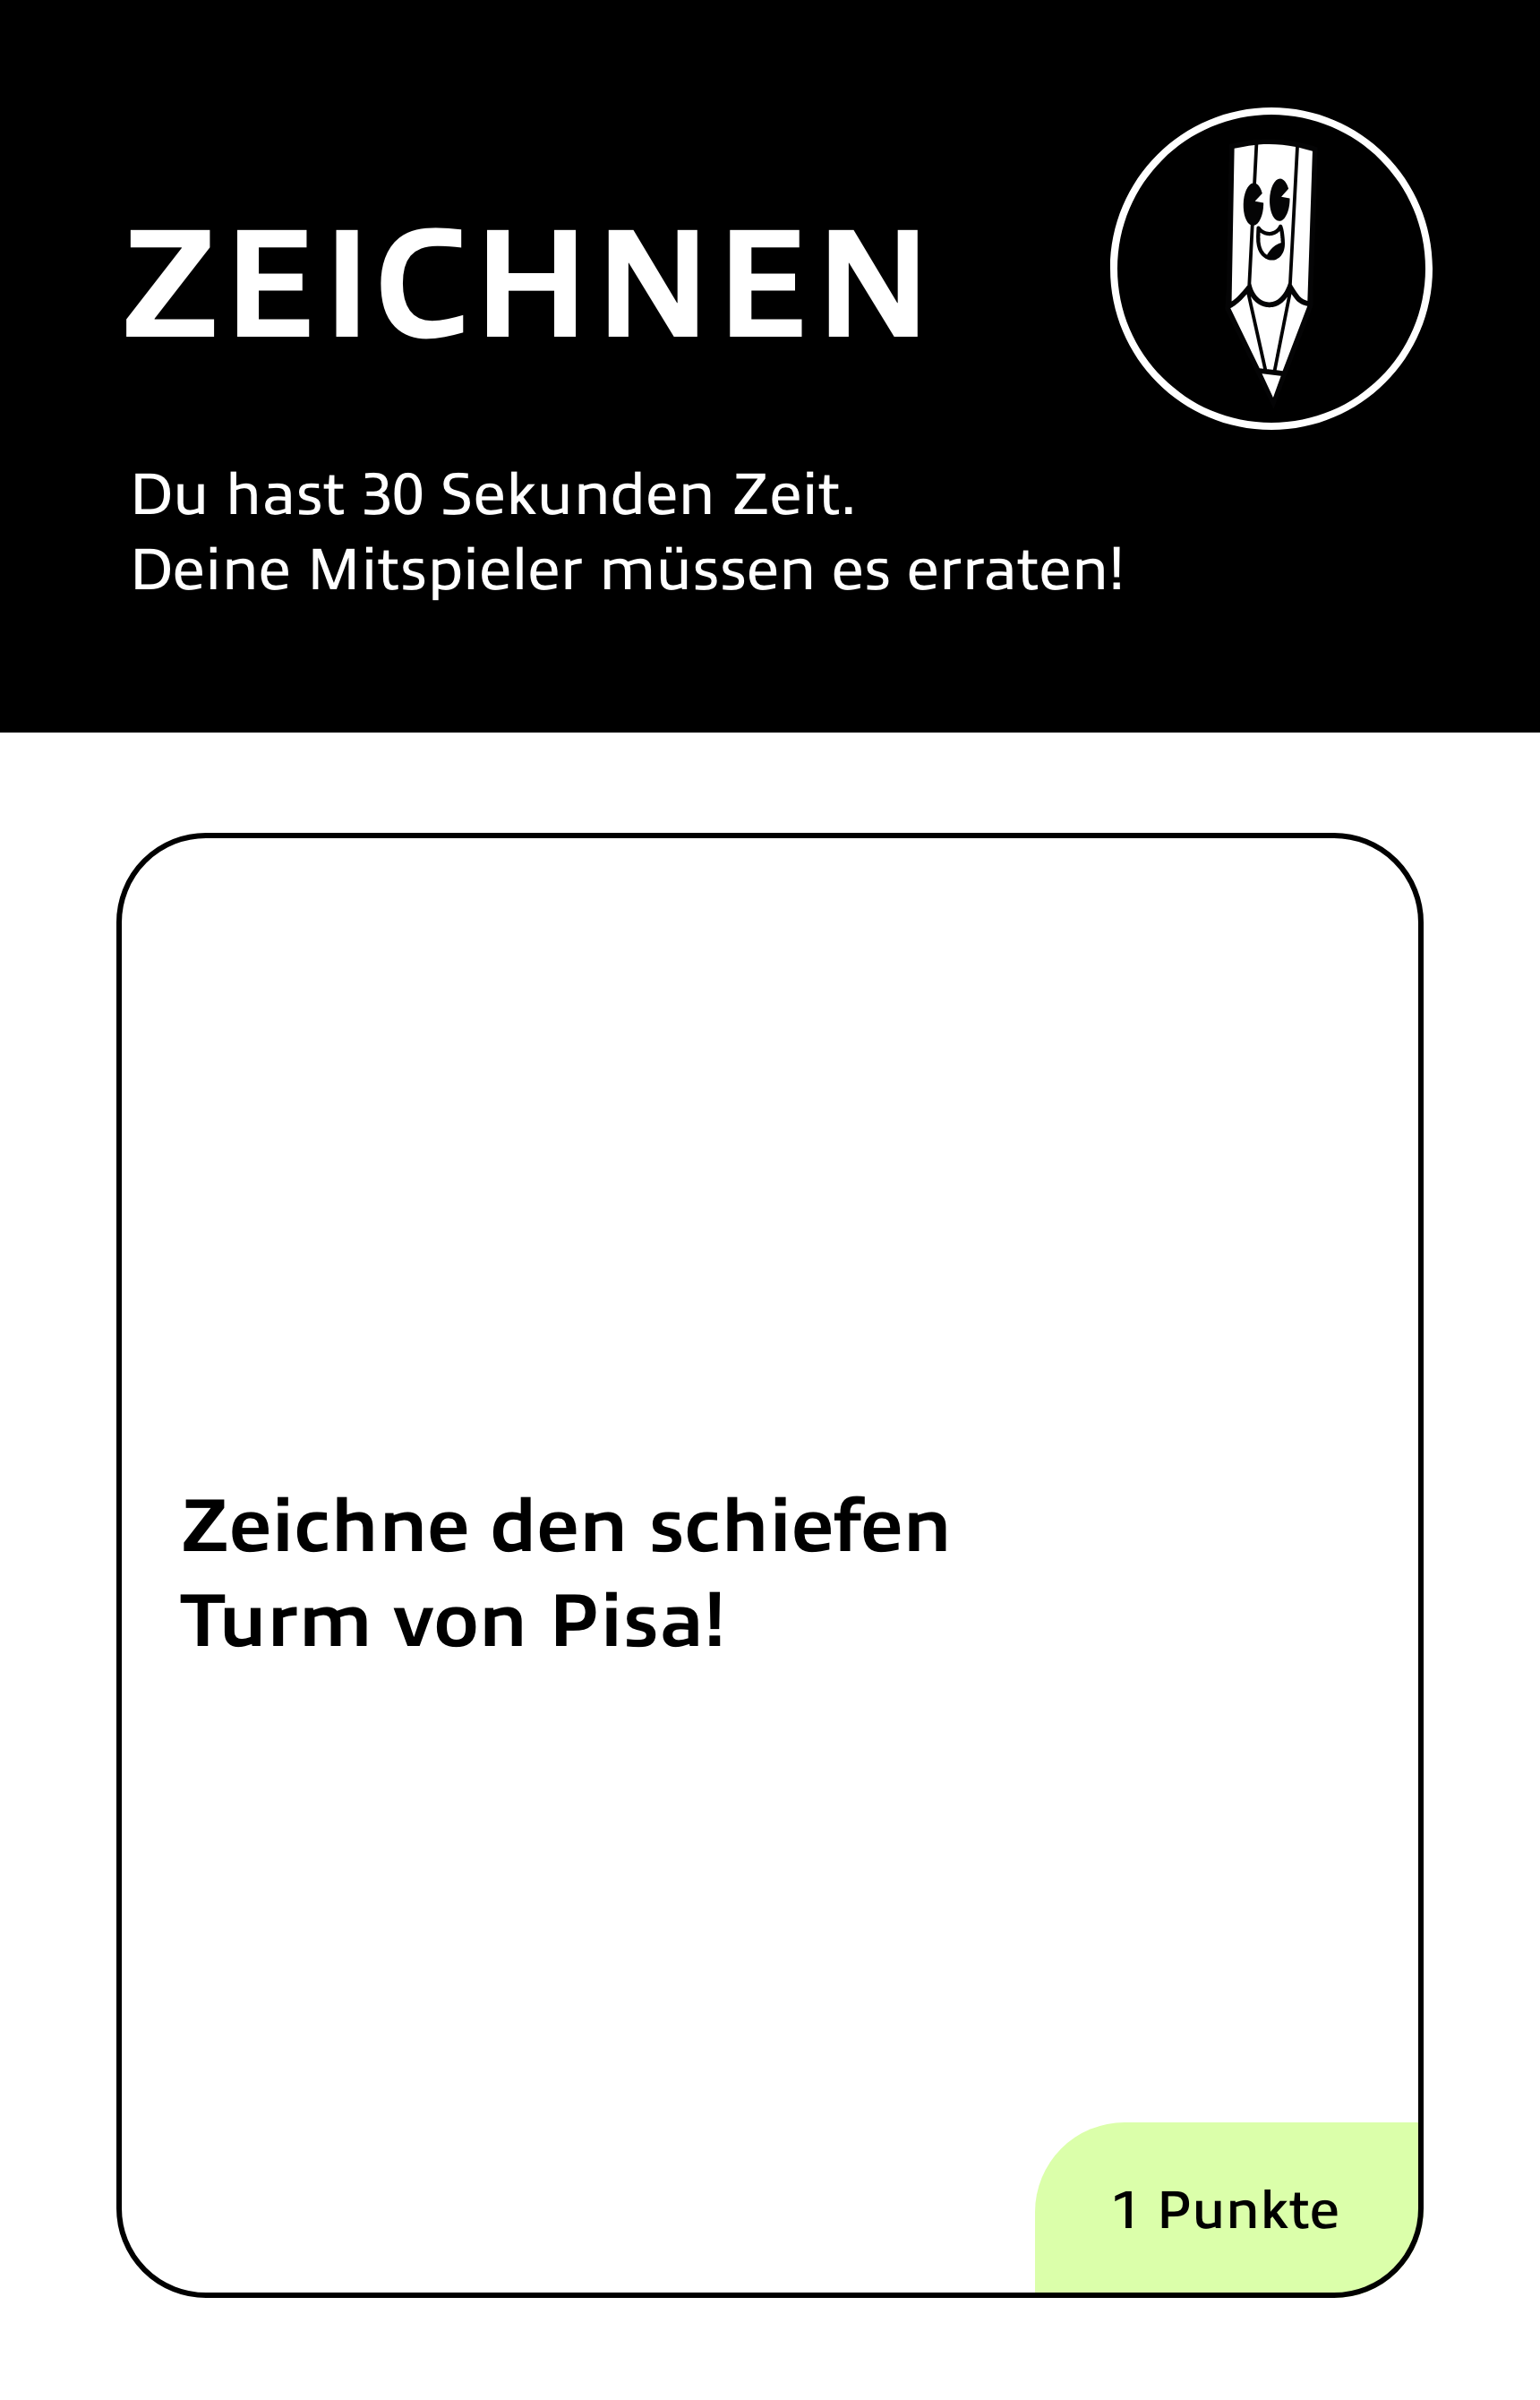 ZEICHNEN
Du hast 30 Sekunden Zeit.
Deine Mitspieler müssen es erraten!
Zeichne den schiefen
Turm von Pisa!
1 Punkte